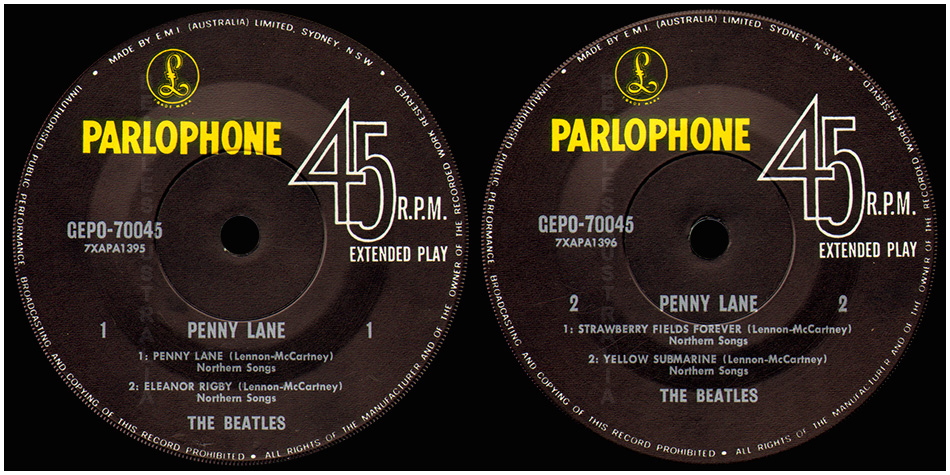 MADE BY E M I (AUSTRALIA) LIMITED, SYDNEY, N S W • UNAUTHORISED PUBLIC PERFORMANCE BROADCASTING AND COPYING OF THIS RECORD PROHIBITED • ALL RIGHTS OF THE MANUFACTURER AND OF THE OWNER OF THE RECORDED WORK RESERVED •
£
TRADE MARK
PARLOPHONE
45
R.P.M.
GEPO-70045
7XAPA1395
EXTENDED PLAY
1 PENNY LANE 1
1: PENNY LANE (Lennon-McCartney)
Northern Songs
2: ELEANOR RIGBY (Lennon-McCartney)
Northern Songs
THE BEATLES
MADE BY E M I (AUSTRALIA) LIMITED, SYDNEY, N S W • UNAUTHORISED PUBLIC PERFORMANCE BROADCASTING AND COPYING OF THIS RECORD PROHIBITED • ALL RIGHTS OF THE MANUFACTURER AND OF THE OWNER OF THE RECORDED WORK RESERVED •
£
TRADE MARK
PARLOPHONE
45
R.P.M.
GEPO-70045
7XAPA1396
EXTENDED PLAY
2 PENNY LANE 2
1: STRAWBERRY FIELDS FOREVER (Lennon-McCartney)
Northern Songs
2: YELLOW SUBMARINE (Lennon-McCartney)
Northern Songs
THE BEATLES